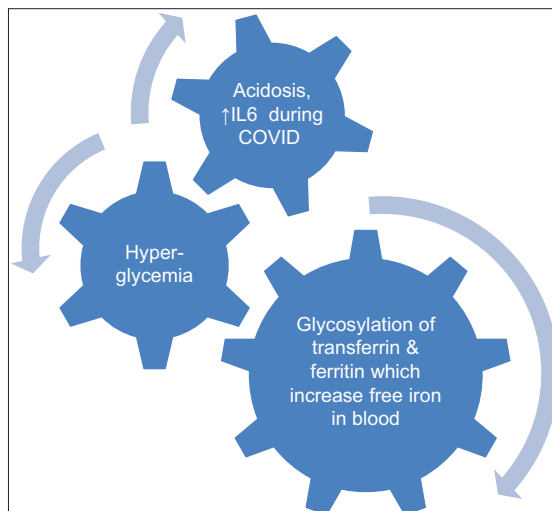 Acidosis,
↑IL6 during
COVID
Hyper-
glycemia
Glycosylation of
transferrin &
ferritin which
increase free iron
in blood